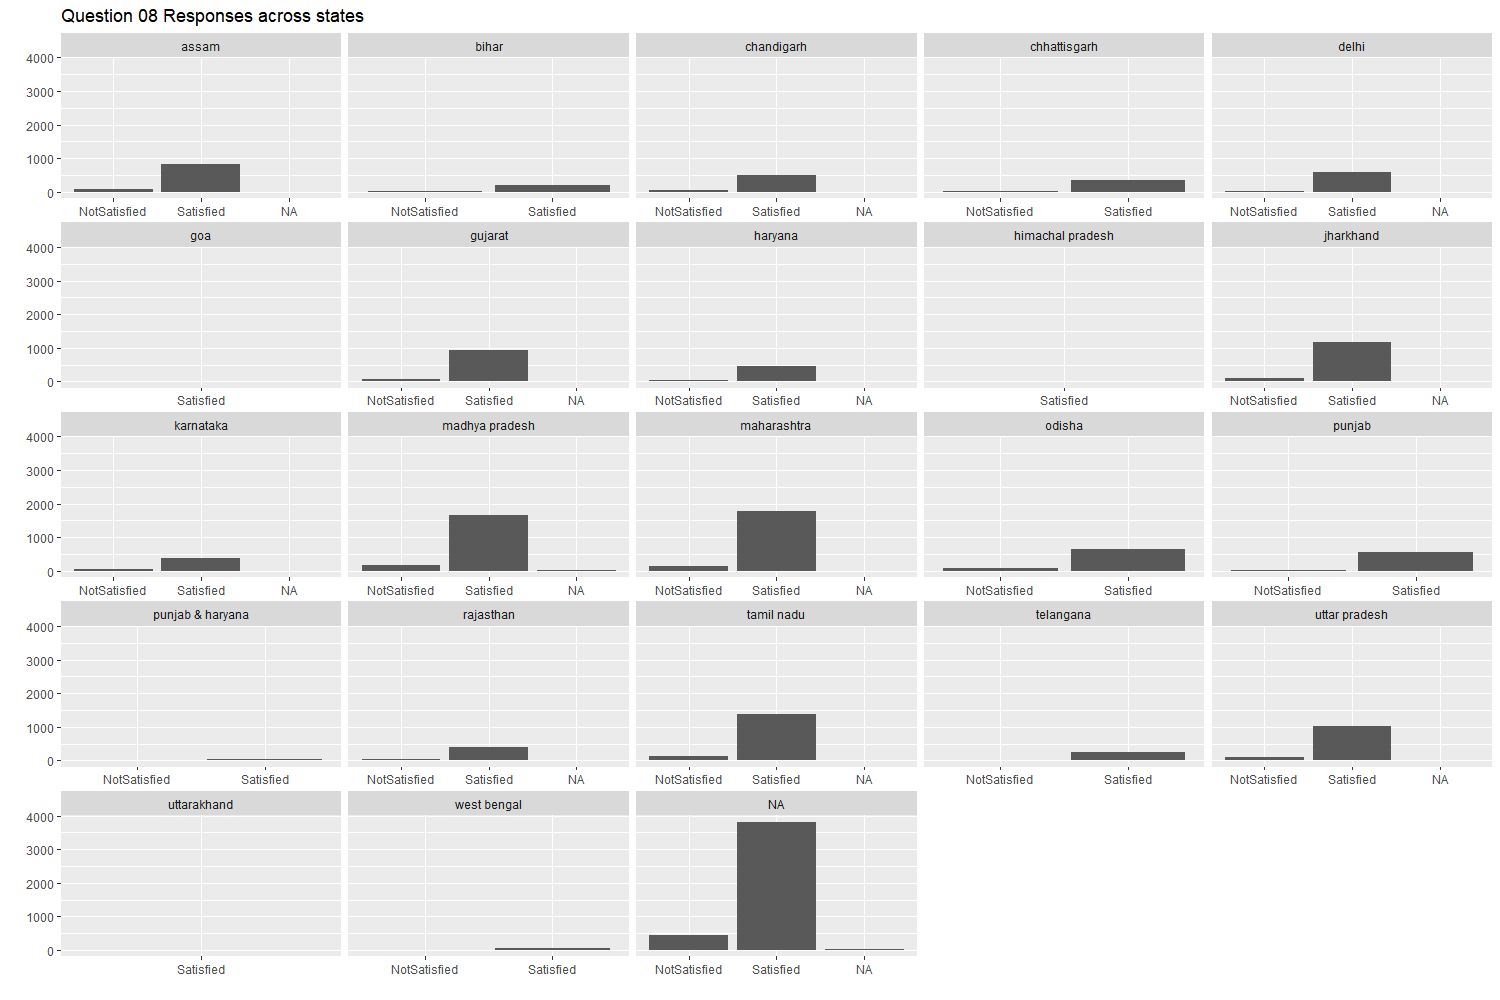 Question 08 Responses across states
assam bihar chandigarh chhattisgarh delhi
4000
3000
2000
1000
0
NotSatisfied Satisfied NA NotSatisfied Satisfied NotSatisfied Satisfied NA NotSatisfied Satisfied NotSatisfied Satisfied NA
goa gujarat haryana himachal pradesh jharkhand
4000
3000
2000
1000
0
Satisfied NotSatisfied Satisfied NA NotSatisfied Satisfied NA Satisfied NotSatisfied Satisfied NA
karnataka madhya pradesh maharashtra odisha punjab
4000
3000
2000
1000
0
NotSatisfied Satisfied NA NotSatisfied Satisfied NA NotSatisfied Satisfied NA NotSatisfied Satisfied NotSatisfied Satisfied
punjab & haryana rajasthan tamil nadu telangana uttar pradesh
4000
3000
2000
1000
0
NotSatisfied Satisfied NotSatisfied Satisfied NA NotSatisfied Satisfied NA NotSatisfied Satisfied NotSatisfied Satisfied NA
uttarakhand west bengal NA
4000
3000
2000
1000
0
Satisfied NotSatisfied Satisfied NotSatisfied Satisfied NA